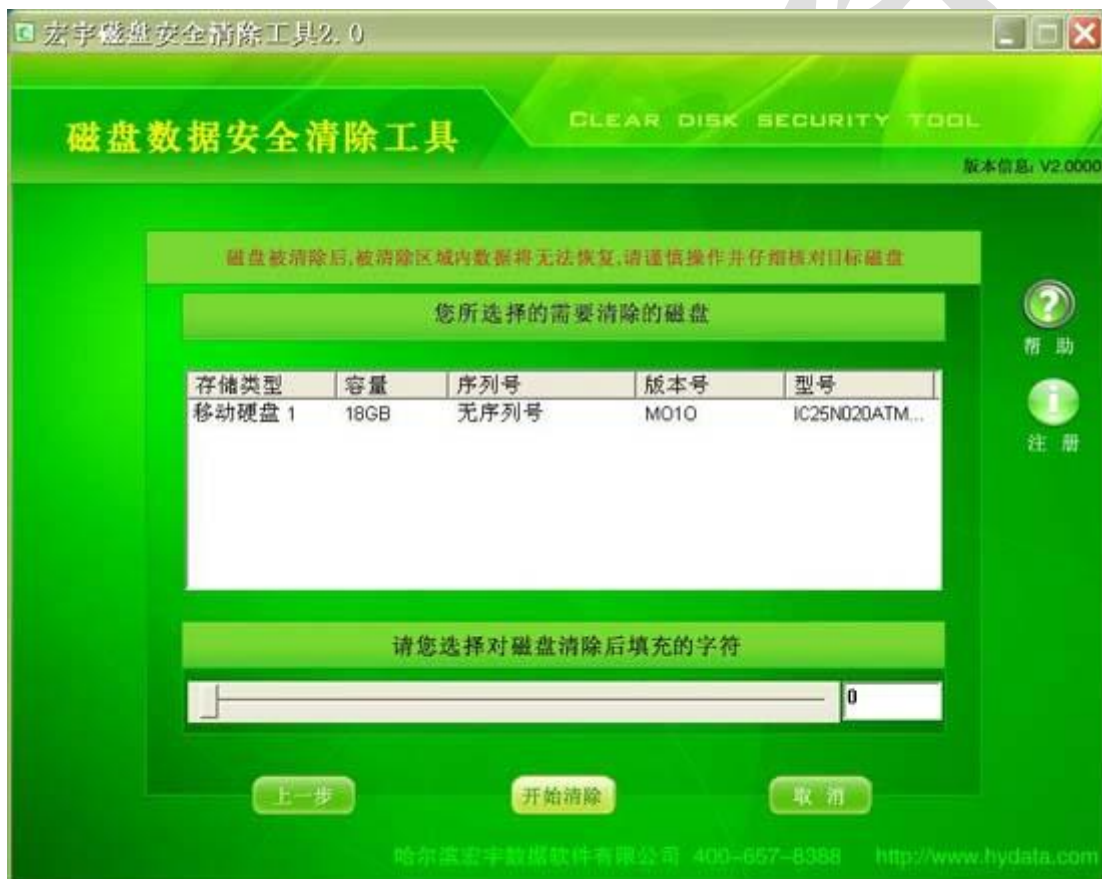 宏宇磁盘安全清除工具2.0
磁盘数据安全清除工具
CLEAR DISK SECURITY TOOL
版本信息: V2.0000
磁盘被清除后,被清除区域内数据将无法恢复,请谨慎操作并仔细核对目标磁盘
您所选择的需要清除的磁盘
帮 助
存储类型 容量 序列号 版本号 型号
移动硬盘 1 18GB 无序列号 MO1O IC25N020ATM...
注 册
请您选择对磁盘清除后填充的字符
0
上一步 开始清除 取 消
哈尔滨宏宇数据软件有限公司 400-657-8388 http://www.hydata.com